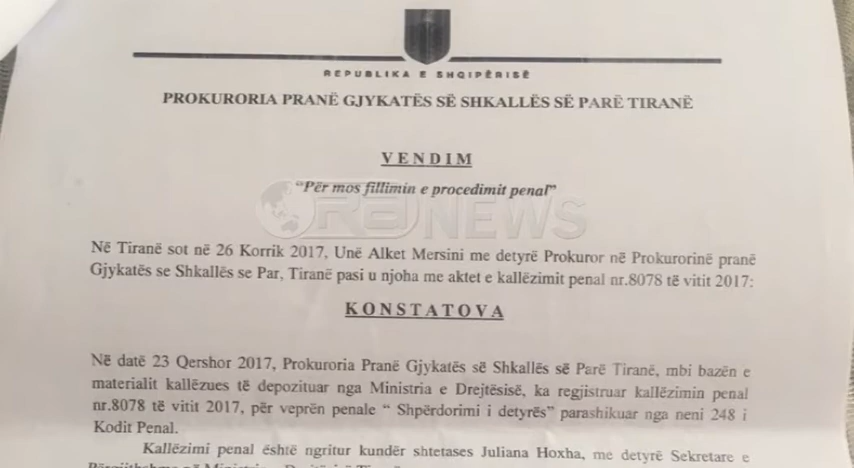 REPUBLIKA E SHQIPËRISË
PROKURORIA PRANË GJYKATËS SË SHKALLËS SË PARË TIRANË
VENDIM
“Për mos fillimin e procedimit penal”
ORA NEWS
Në Tiranë sot në 26 Korrik 2017, Unë Alket Mersini me detyrë Prokuror në Prokurorinë pranë
Gjykatës se Shkallës se Par, Tiranë pasi u njoha me aktet e kallëzimit penal nr.8078 të vitit 2017:
KONSTATOVA
Në datë 23 Qershor 2017, Prokuroria Pranë Gjykatës së Shkallës së Parë Tiranë, mbi bazën e
materialit kallëzues të depozituar nga Ministria e Drejtësisë, ka regjistruar kallëzimin penal
nr.8078 të vitit 2017, për veprën penale “ Shpërdorimi i detyrës” parashikuar nga neni 248 i
Kodit Penal.
Kallëzimi penal është ngritur kundër shtetases Juliana Hoxha, me detyrë Sekretare e